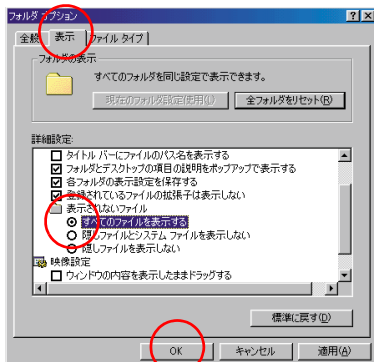 フォルダ オプション
全般
表示
ファイル タイプ
フォルダの表示
すべてのフォルダを同じ設定で表示できます。
現在のフォルダ設定使用(L)
全フォルダをリセット(R)
詳細設定:
タイトル バーにファイルのパス名を表示する
フォルダとデスクトップの項目の説明をポップアップで表示する
各フォルダの表示設定を保存する
登録されているファイルの拡張子は表示しない
表示されないファイル
すべてのファイルを表示する
隠しファイルとシステム ファイルを表示しない
隠しファイルを表示しない
映像設定
ウィンドウの内容を表示したままドラッグする
標準に戻す(D)
OK
キャンセル
適用(A)